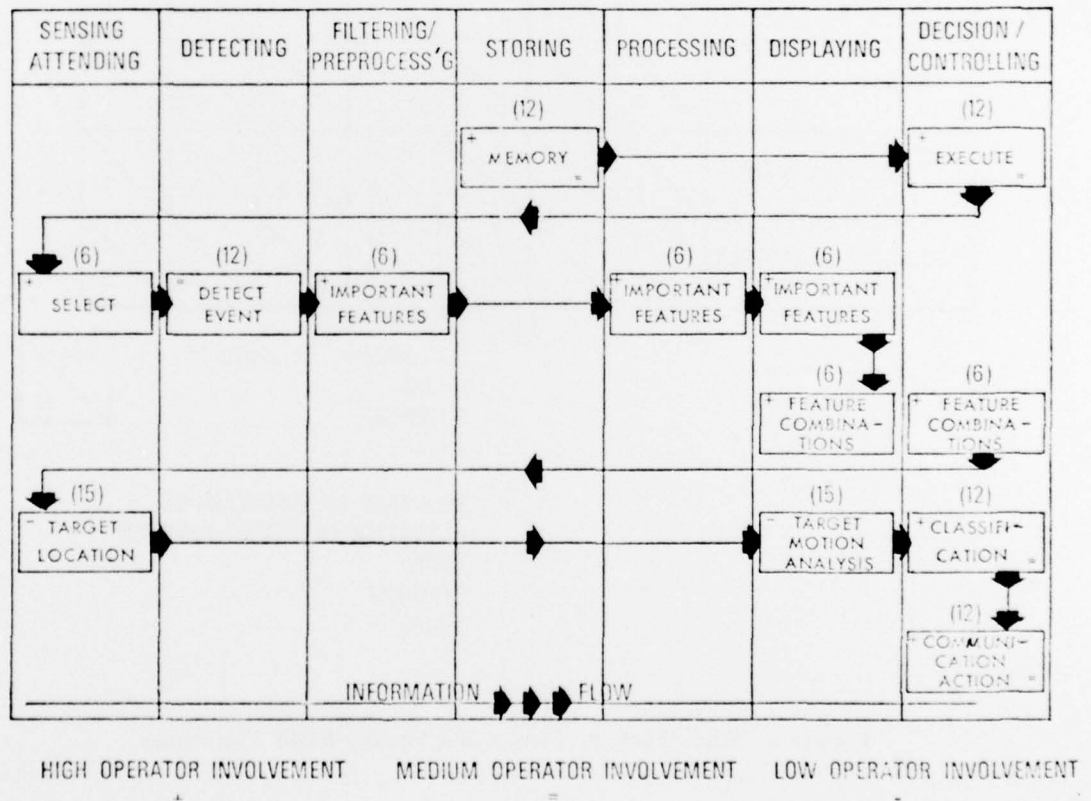 SENSING ATTENDING
DETECTING
FILTERING/ PREPROCESS'G
STORING
PROCESSING
DISPLAYING
DECISION / CONTROLLING
(12)
+ MEMORY =
(12)
+ EXECUTE =
(6)
+ SELECT
(12)
= DETECT
EVENT
(6)
+ IMPORTANT
FEATURES
(6)
+ IMPORTANT
FEATURES
(6)
+ IMPORTANT
FEATURES
(6)
+ FEATURE
COMBINA-
TIONS
(6)
+ FEATURE
COMBINA-
TIONS
(15)
- TARGET
LOCATION
(15)
- TARGET
MOTION
ANALYSIS
(12)
+ CLASSIFI-
CATION =
(12)
+ COMMUNI-
CATION
ACTION =
INFORMATION FLOW
HIGH OPERATOR INVOLVEMENT MEDIUM OPERATOR INVOLVEMENT LOW OPERATOR INVOLVEMENT
+ = -